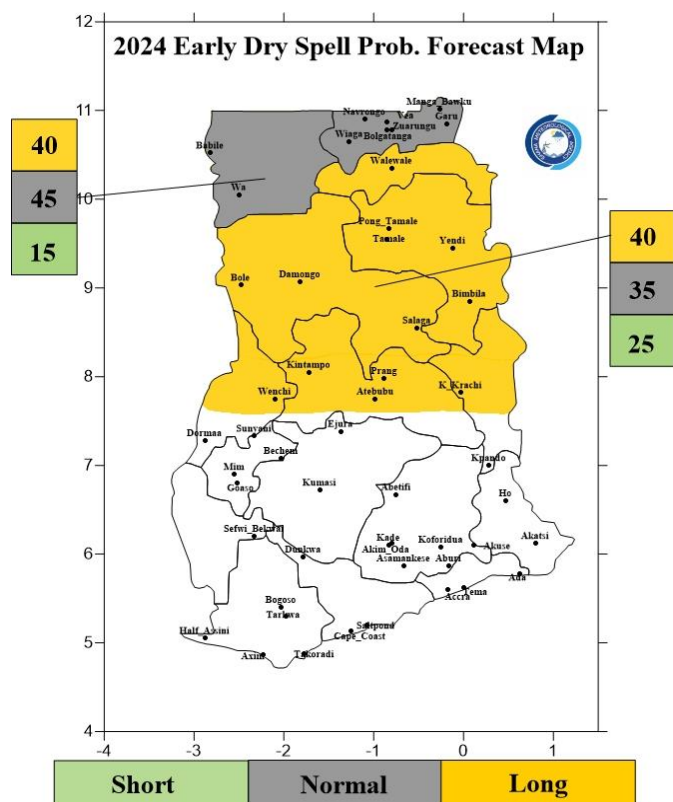 2024 Early Dry Spell Prob. Forecast Map
12
11
10
9
8
7
6
5
4
-4
-3
-2
-1
0
1
40
45
15
40
35
25
Manga_Bawku
Navrongo
Vea
Garu
Zuarungu
Bolgatanga
Wiaga
Babile
Walewale
Wa
Pong_Tamale
Tamale
Yendi
Bole
Damongo
Bimbila
Salaga
Kintampo
Prang
Wenchi
Atebubu
K_Krachi
Dormaa
Sunyani
Ejura
Bechem
Kpando
Mim
Goaso
Kumasi
Abetifi
Ho
Sefwi_Bekwai
Dunkwa
Kade
Akim_Oda
Asamankese
Koforidua
Aburi
Akuse
Akatsi
Ada
Accra
Tema
Bogoso
Tarkwa
Saltpond
Cape_Coast
Half_Assini
Axim
Takoradi
Short
Normal
Long